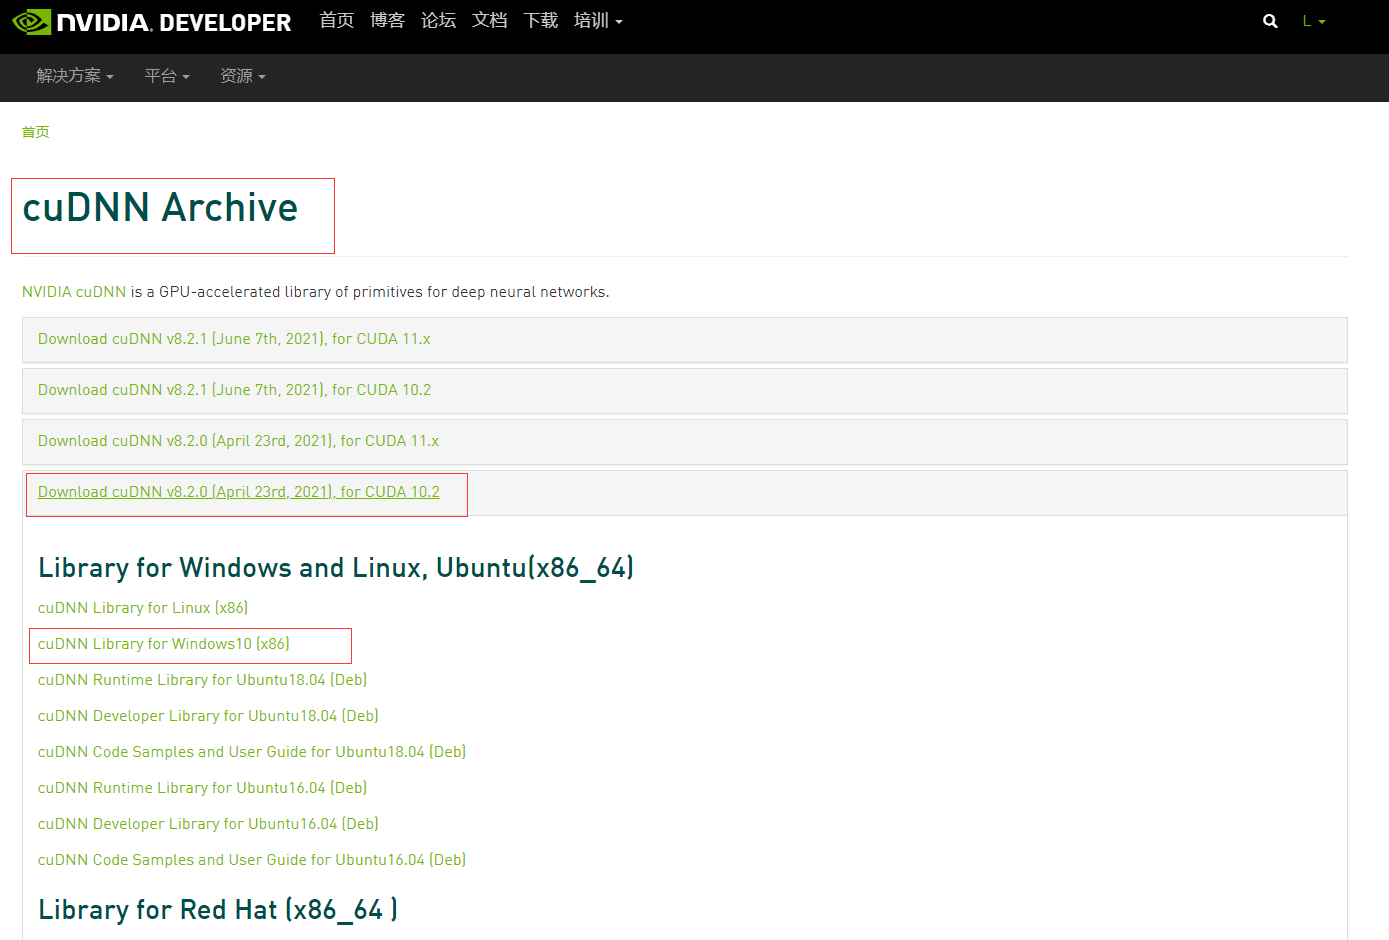 NVIDIA. DEVELOPER 首页 博客 论坛 文档 下载 培训 L
解决方案 平台 资源
首页
cuDNN Archive
NVIDIA cuDNN is a GPU-accelerated library of primitives for deep neural networks.
Download cuDNN v8.2.1 (June 7th, 2021), for CUDA 11.x
Download cuDNN v8.2.1 (June 7th, 2021), for CUDA 10.2
Download cuDNN v8.2.0 (April 23rd, 2021), for CUDA 11.x
Download cuDNN v8.2.0 (April 23rd, 2021), for CUDA 10.2
Library for Windows and Linux, Ubuntu(x86_64)
cuDNN Library for Linux (x86)
cuDNN Library for Windows10 (x86)
cuDNN Runtime Library for Ubuntu18.04 (Deb)
cuDNN Developer Library for Ubuntu18.04 (Deb)
cuDNN Code Samples and User Guide for Ubuntu18.04 (Deb)
cuDNN Runtime Library for Ubuntu16.04 (Deb)
cuDNN Developer Library for Ubuntu16.04 (Deb)
cuDNN Code Samples and User Guide for Ubuntu16.04 (Deb)
Library for Red Hat (x86_64 )